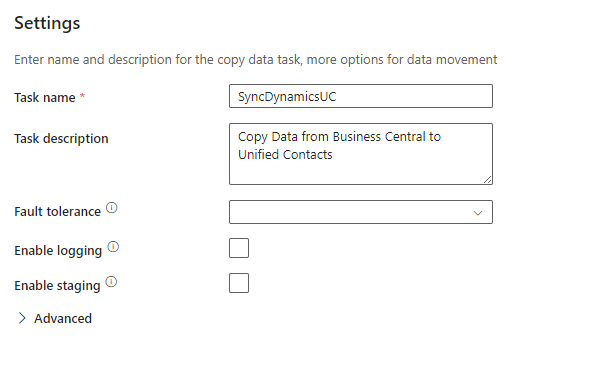 Settings
Enter name and description for the copy data task, more options for data movement
Task name *
SyncDynamicsUC
Task description
Copy Data from Business Central to
Unified Contacts
Fault tolerance
Enable logging
Enable staging
Advanced